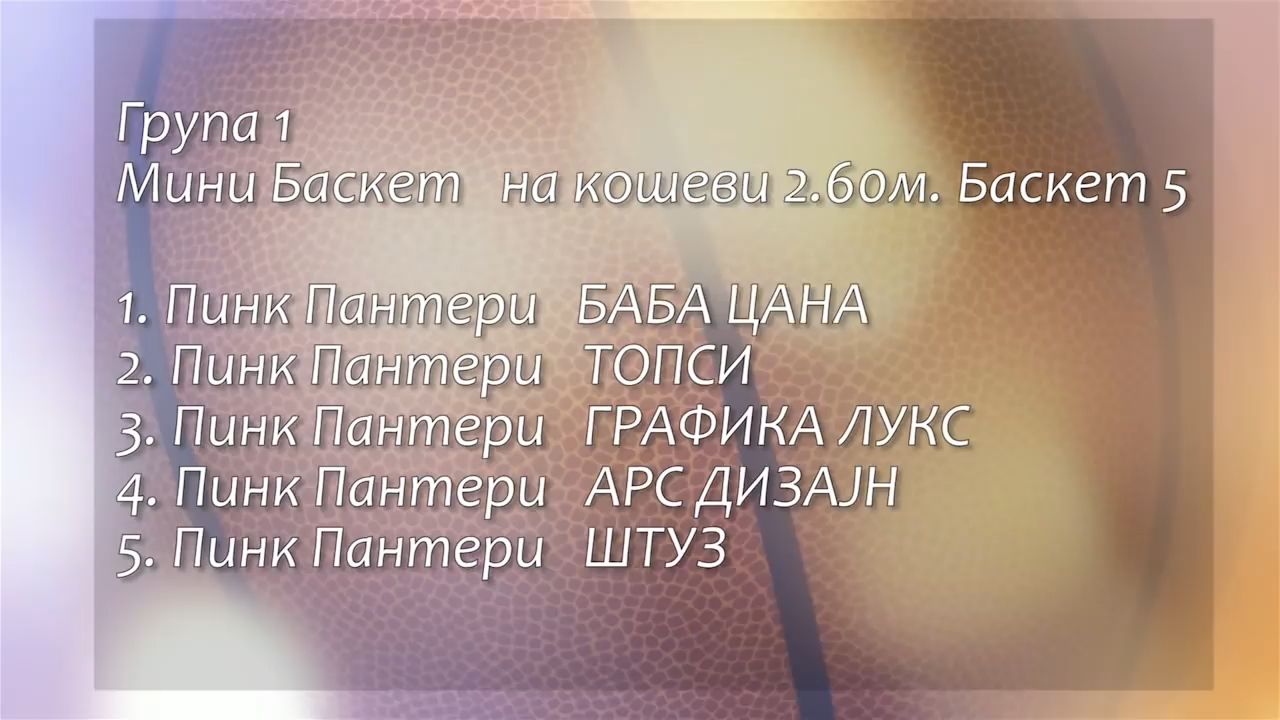 Група 1
Мини Баскет на кошеви 2.60м. Баскет 5
1. Пинк Пантери БАБА ЦАНА
2. Пинк Пантери ТОПСИ
3. Пинк Пантери ГРАФИКА ЛУКС
4. Пинк Пантери АРС ДИЗАЈН
5. Пинк Пантери ШТУЗ